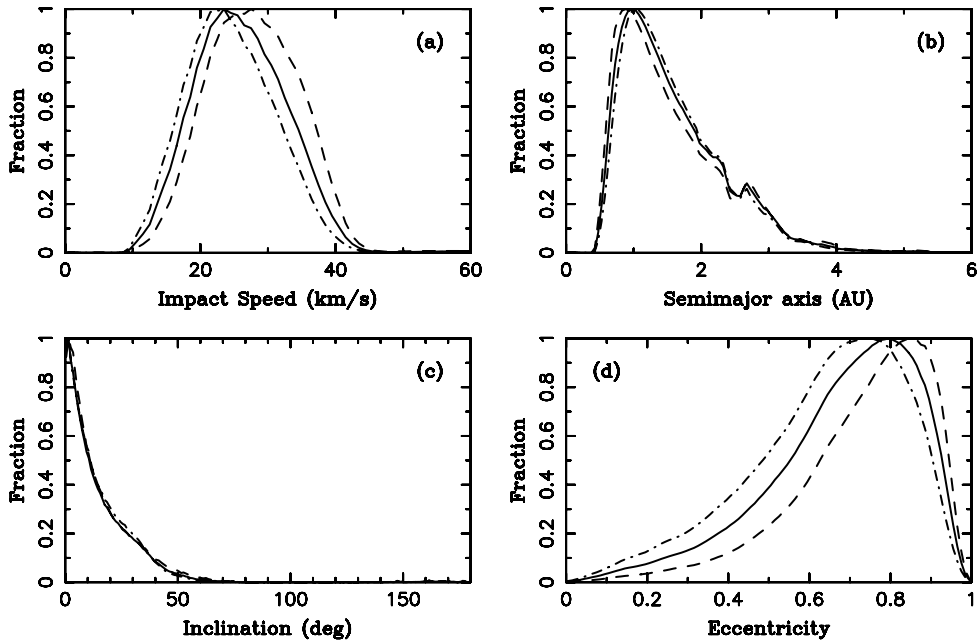 (a)
Fraction
0 0.2 0.4 0.6 0.8 1
0 20 40 60
Impact Speed (km/s)
(b)
Fraction
0 0.2 0.4 0.6 0.8 1
0 2 4 6
Semimajor axis (AU)
(c)
Fraction
0 0.2 0.4 0.6 0.8 1
0 50 100 150
Inclination (deg)
(d)
Fraction
0 0.2 0.4 0.6 0.8 1
0 0.2 0.4 0.6 0.8 1
Eccentricity